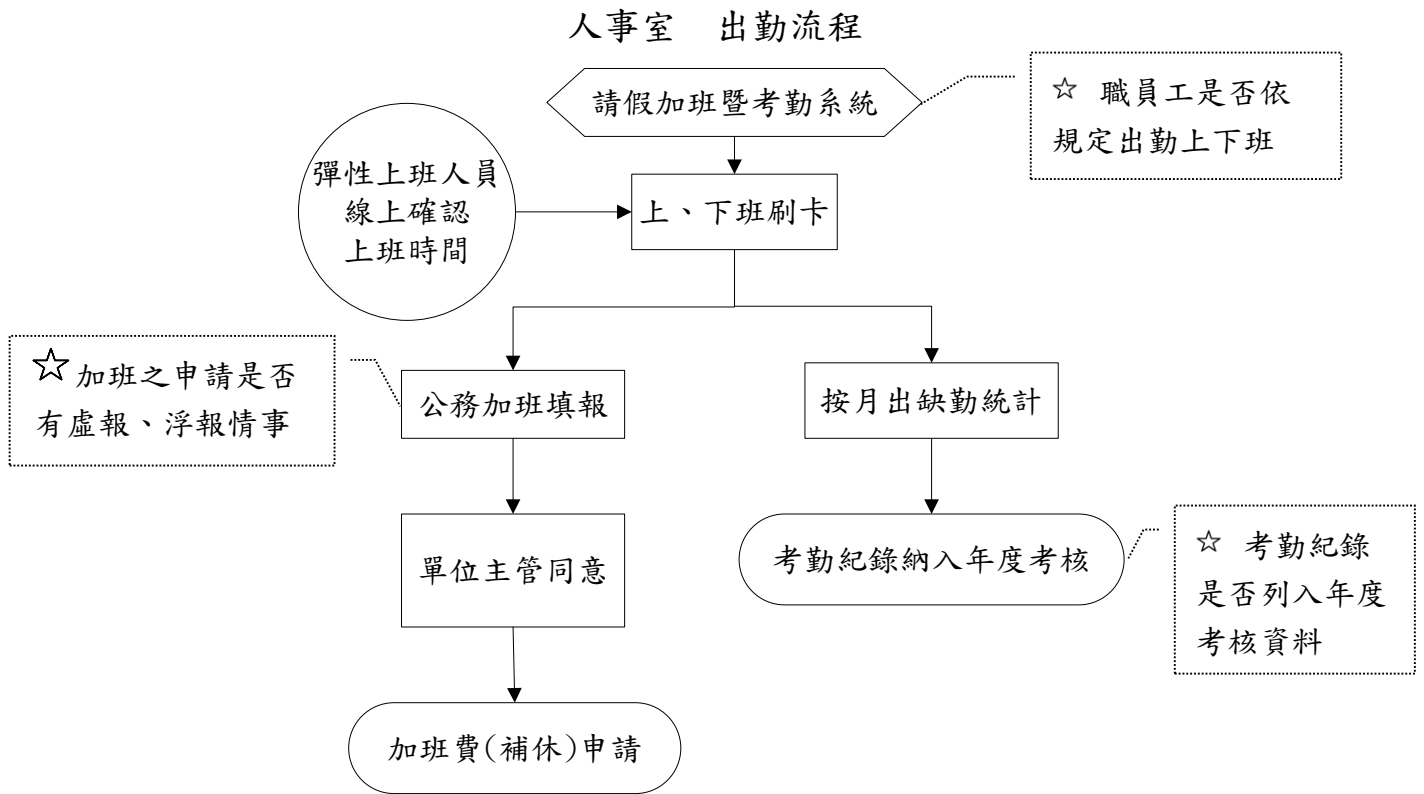 人事室 出勤流程
請假加班暨考勤系統
☆ 職員工是否依
規定出勤上下班
彈性上班人員
線上確認
上班時間
上、下班刷卡
☆加班之申請是否
有虛報、浮報情事
公務加班填報
按月出缺勤統計
單位主管同意
考勤紀錄納入年度考核
☆ 考勤紀錄
是否列入年度
考核資料
加班費(補休)申請